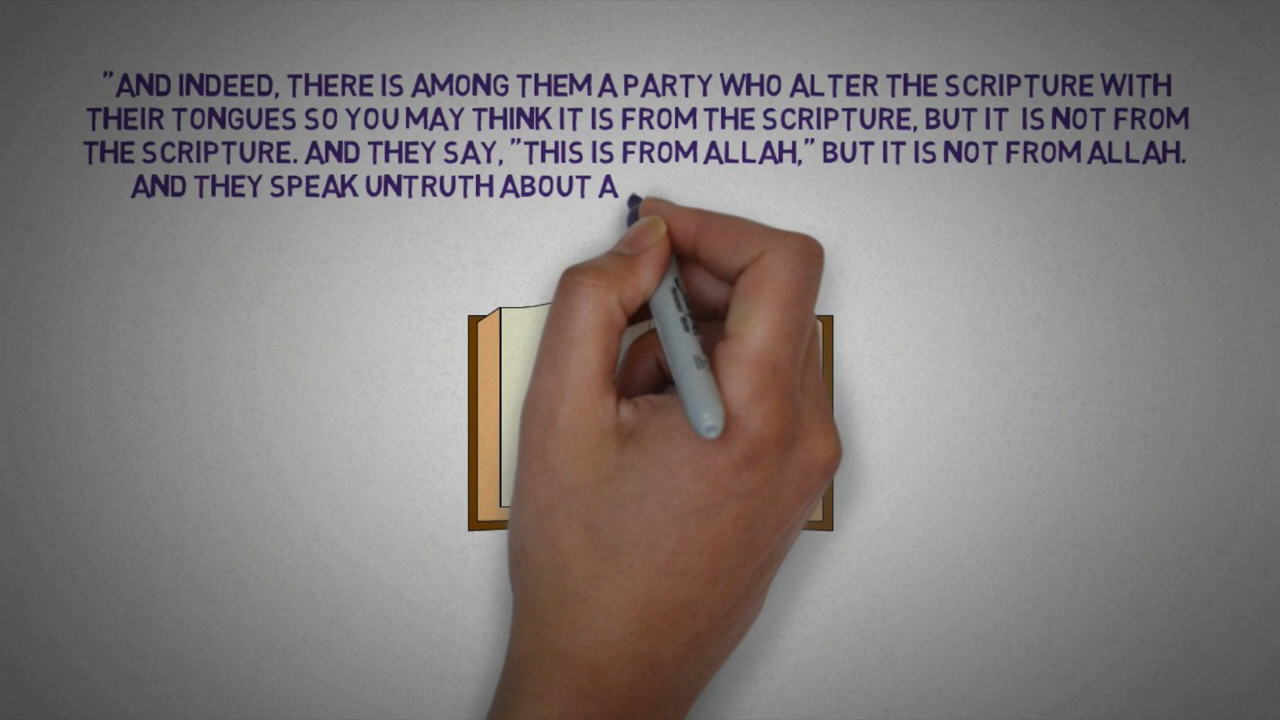 "AND INDEED, THERE IS AMONG THEM A PARTY WHO ALTER THE SCRIPTURE WITH
THEIR TONGUES SO YOU MAY THINK IT IS FROM THE SCRIPTURE, BUT IT IS NOT FROM
THE SCRIPTURE. AND THEY SAY, "THIS IS FROM ALLAH," BUT IT IS NOT FROM ALLAH.
AND THEY SPEAK UNTRUTH ABOUT A